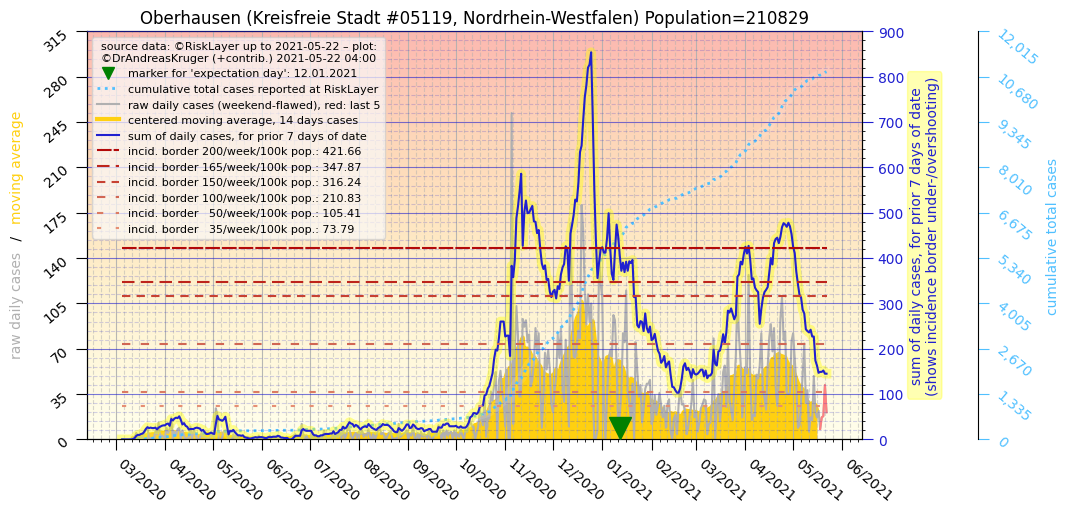 Oberhausen (Kreisfreie Stadt #05119, Nordrhein-Westfalen) Population=210829
source data: ©RiskLayer up to 2021-05-22 – plot:
©DrAndreasKruger (+contrib.) 2021-05-22 04:00
marker for 'expectation day': 12.01.2021
cumulative total cases reported at RiskLayer
raw daily cases (weekend-flawed), red: last 5
centered moving average, 14 days cases
sum of daily cases, for prior 7 days of date
incid. border 200/week/100k pop.: 421.66
incid. border 165/week/100k pop.: 347.87
incid. border 150/week/100k pop.: 316.24
incid. border 100/week/100k pop.: 210.83
incid. border 50/week/100k pop.: 105.41
incid. border 35/week/100k pop.: 73.79
raw daily cases / moving average
315
280
245
210
175
140
105
70
35
0
03/2020
04/2020
05/2020
06/2020
07/2020
08/2020
09/2020
10/2020
11/2020
12/2020
01/2021
02/2021
03/2021
04/2021
05/2021
06/2021
900
800
700
600
500
400
300
200
100
0
sum of daily cases, for prior 7 days of date
(shows incidence border under-/overshooting)
12,015
10,680
9,345
8,010
6,675
5,340
4,005
2,670
1,335
0
cumulative total cases